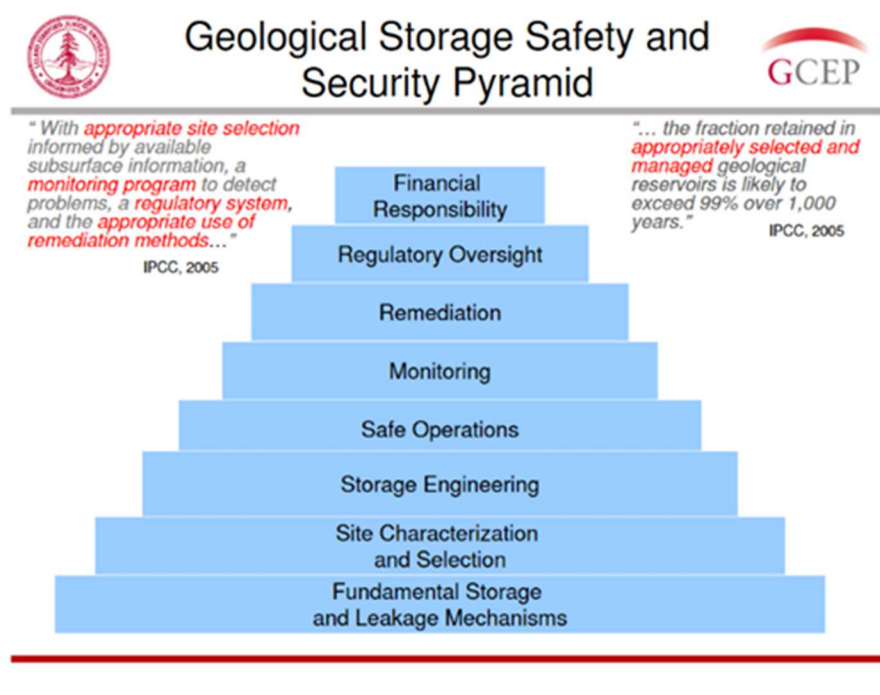 Geological Storage Safety and
Security Pyramid
GCEP
“ With appropriate site selection
informed by available
subsurface information, a
monitoring program to detect
problems, a regulatory system,
and the appropriate use of
remediation methods…”
IPCC, 2005
“… the fraction retained in
appropriately selected and
managed geological
reservoirs is likely to
exceed 99% over 1,000
years.”
IPCC, 2005
Financial
Responsibility
Regulatory Oversight
Remediation
Monitoring
Safe Operations
Storage Engineering
Site Characterization
and Selection
Fundamental Storage
and Leakage Mechanisms